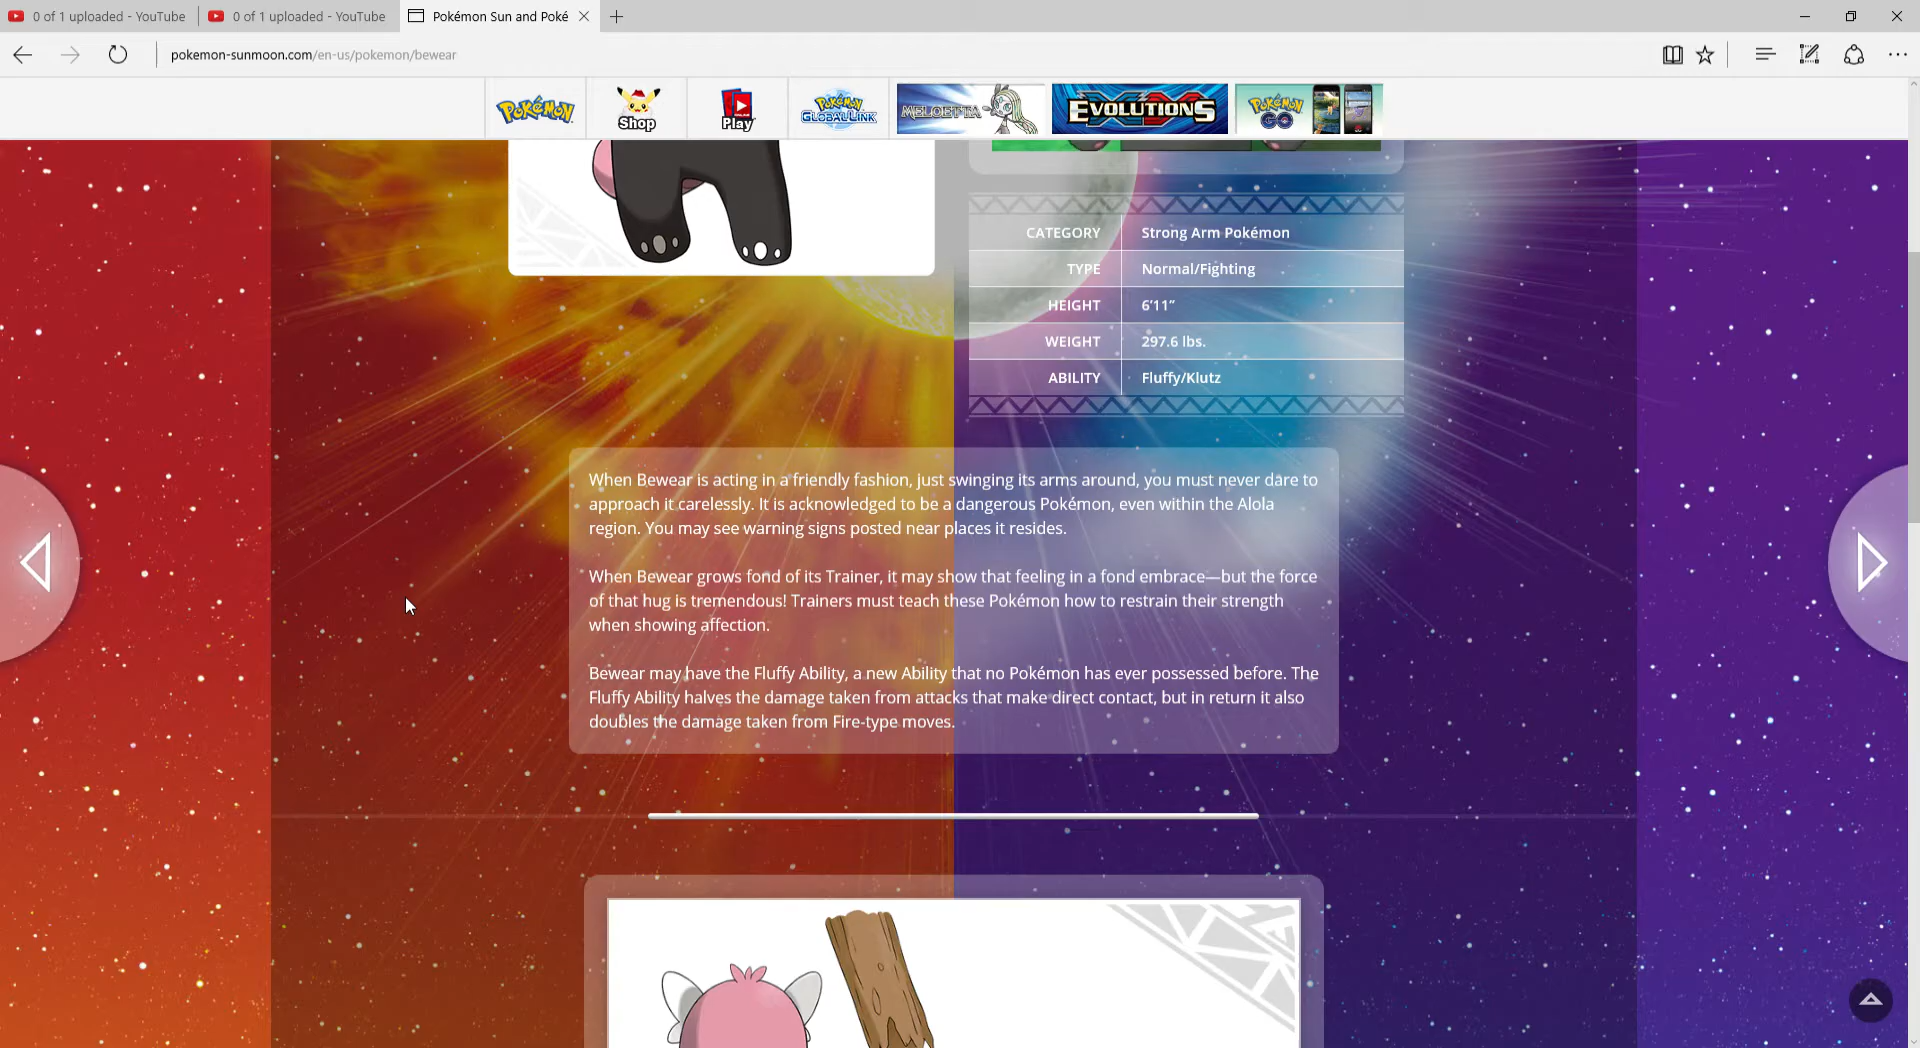 0 of 1 uploaded - YouTube
0 of 1 uploaded - YouTube
Pokémon Sun and Poké
pokemon-sunmoon.com/en-us/pokemon/bewear
POKéMON
Shop
Play
POKéMON GLOBAL LINK
MELOETTA
EVOLUTIONS
POKéMON GO
CATEGORY Strong Arm Pokémon
TYPE Normal/Fighting
HEIGHT 6'11"
WEIGHT 297.6 lbs.
ABILITY Fluffy/Klutz
When Bewear is acting in a friendly fashion, just swinging its arms around, you must never dare to
approach it carelessly. It is acknowledged to be a dangerous Pokémon, even within the Alola
region. You may see warning signs posted near places it resides.
When Bewear grows fond of its Trainer, it may show that feeling in a fond embrace—but the force
of that hug is tremendous! Trainers must teach these Pokémon how to restrain their strength
when showing affection.
Bewear may have the Fluffy Ability, a new Ability that no Pokémon has ever possessed before. The
Fluffy Ability halves the damage taken from attacks that make direct contact, but in return it also
doubles the damage taken from Fire-type moves.